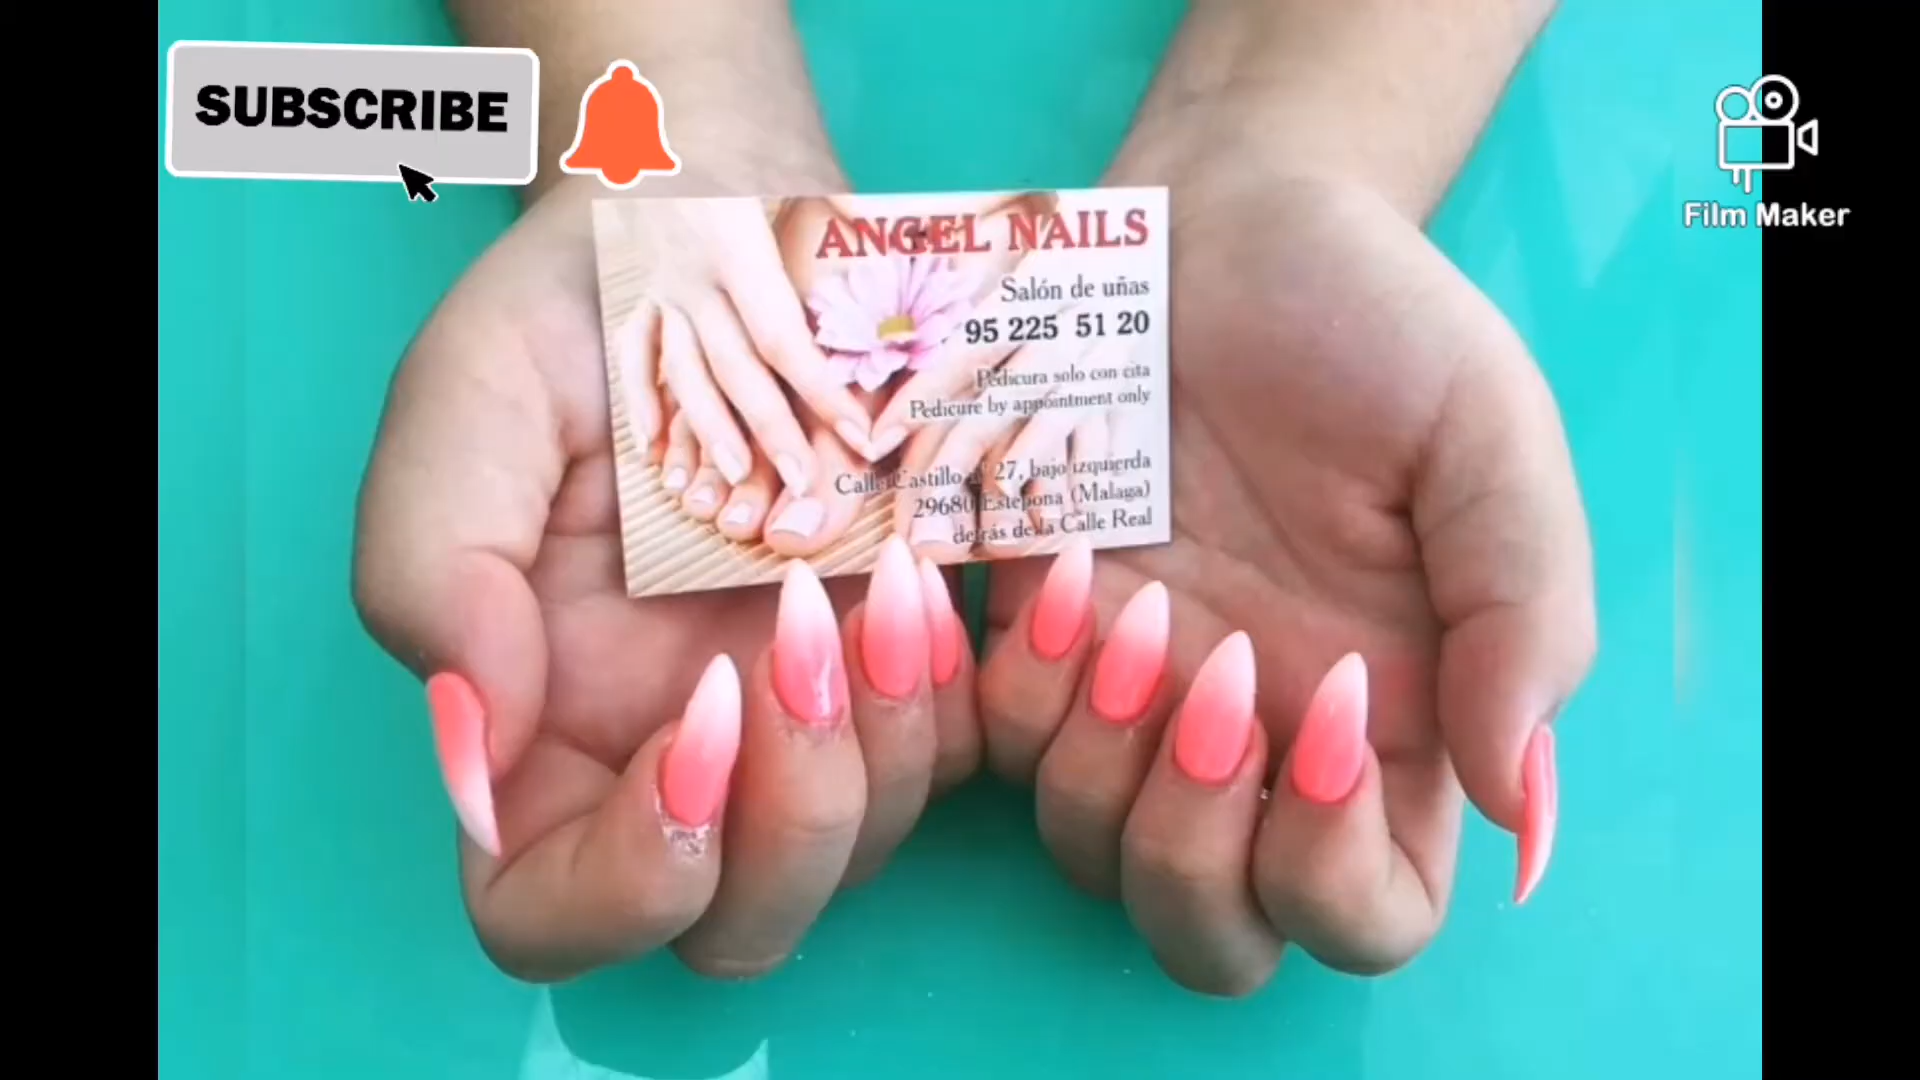 SUBSCRIBE
Film Maker
ANGEL NAILS
Salón de uñas
95 225 51 20
Pedicura solo con cita
Pedicure by appointment only
Calle Castillo nº 27, bajo izquierda
29680 Estepona (Malaga)
detrás de la Calle Real